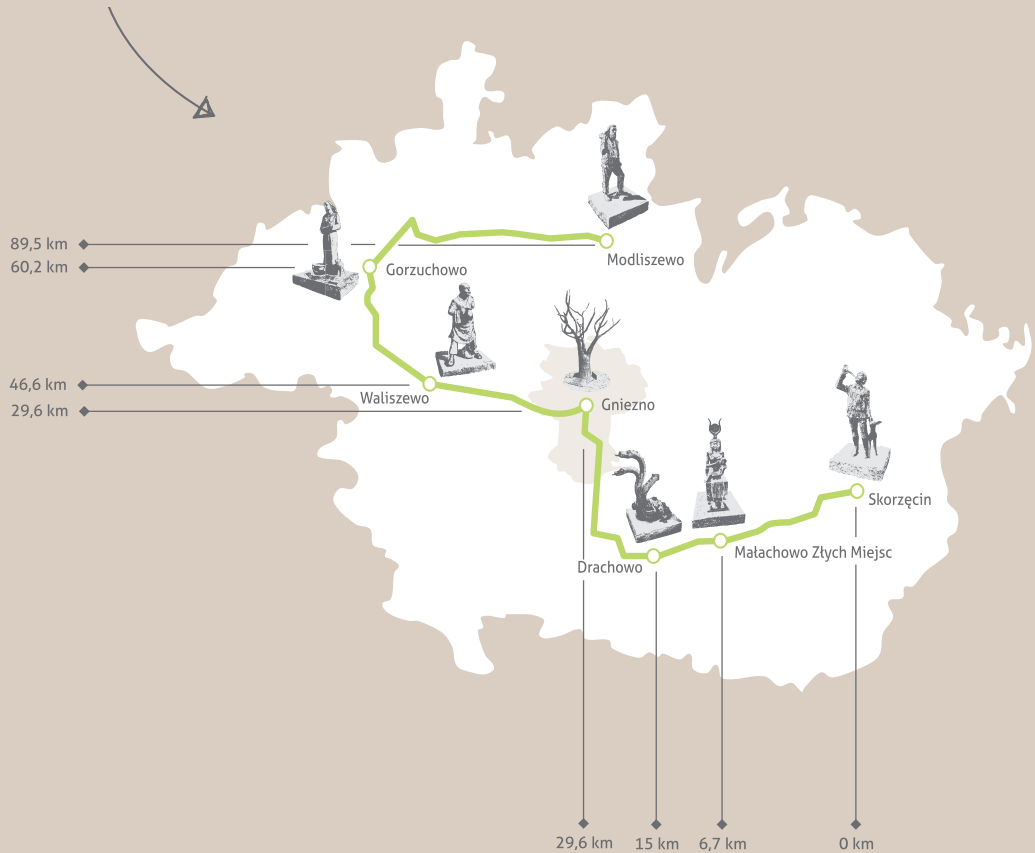 89,5 km
Modliszewo
60,2 km
Gorzuchowo
46,6 km
Waliszewo
29,6 km
Gniezno
Skorzęcin
Małachowo Złych Miejsc
Drachowo
29,6 km
15 km
6,7 km
0 km